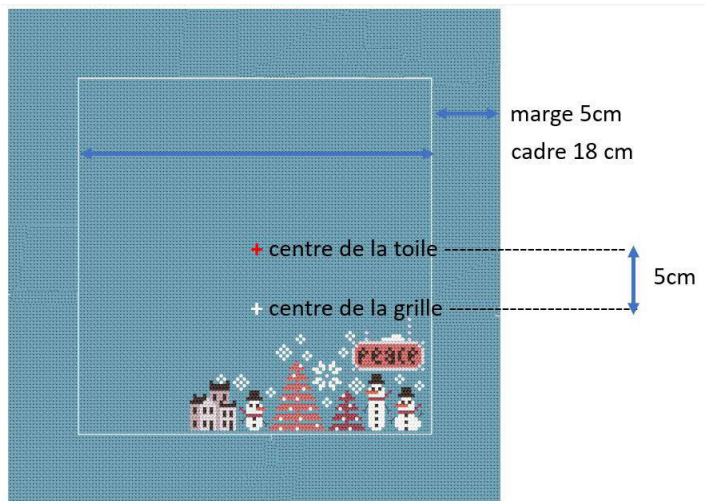 marge 5cm
cadre 18 cm
+ centre de la toile
5cm
+ centre de la grille
PEACE